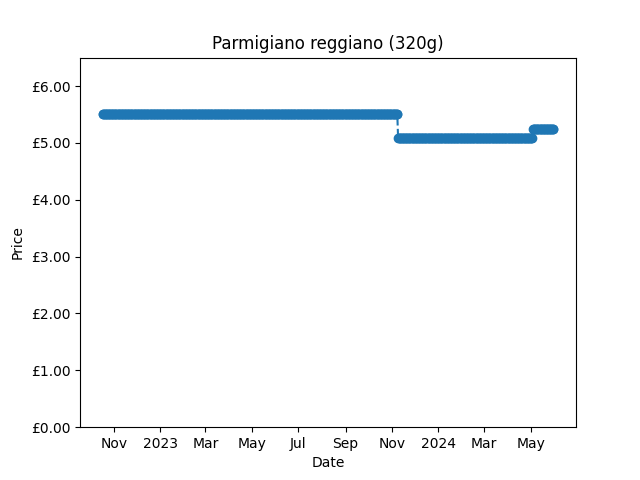 Parmigiano reggiano (320g)
£6.00
£5.00
£4.00
£3.00
£2.00
£1.00
£0.00
Price
Nov 2023 Mar May Jul Sep Nov 2024 Mar May
Date